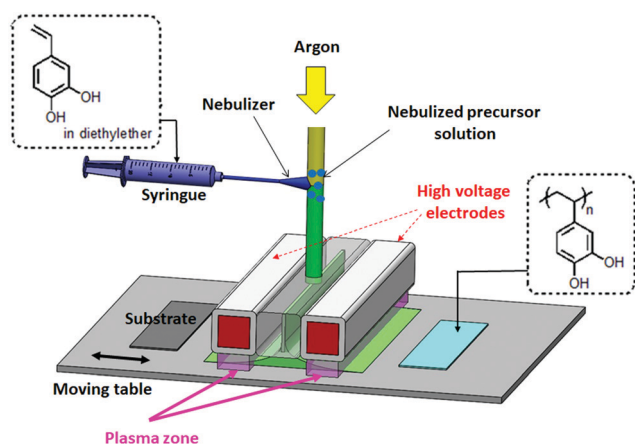 Argon
Nebulizer
Nebulized precursor
solution
OH
OH
in diethylether
Syringue
High voltage
electrodes
n
OH
OH
Substrate
Moving table
Plasma zone